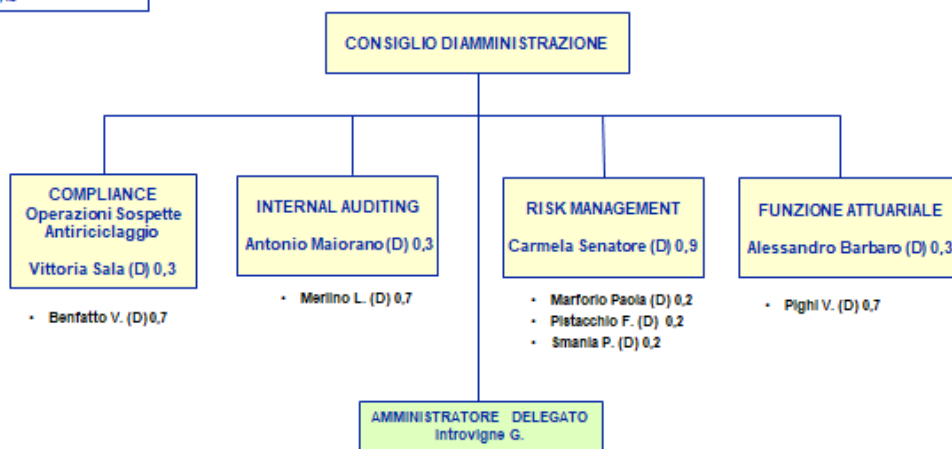 CONSIGLIO DI AMMINISTRAZIONE
COMPLIANCE
Operazioni Sospette
Antiriciclaggio
Vittoria Sala (D) 0,3
• Benfatto V. (D) 0,7
INTERNAL AUDITING
Antonio Maiorano (D) 0,3
• Merlino L. (D) 0,7
RISK MANAGEMENT
Carmela Senatore (D) 0,9
• Marforio Paola (D) 0,2
• Pistacchio F. (D) 0,2
• Smania P. (D) 0,2
FUNZIONE ATTUARIALE
Alessandro Barbaro (D) 0,3
• Pighi V. (D) 0,7
AMMINISTRATORE DELEGATO
Introvigne G.